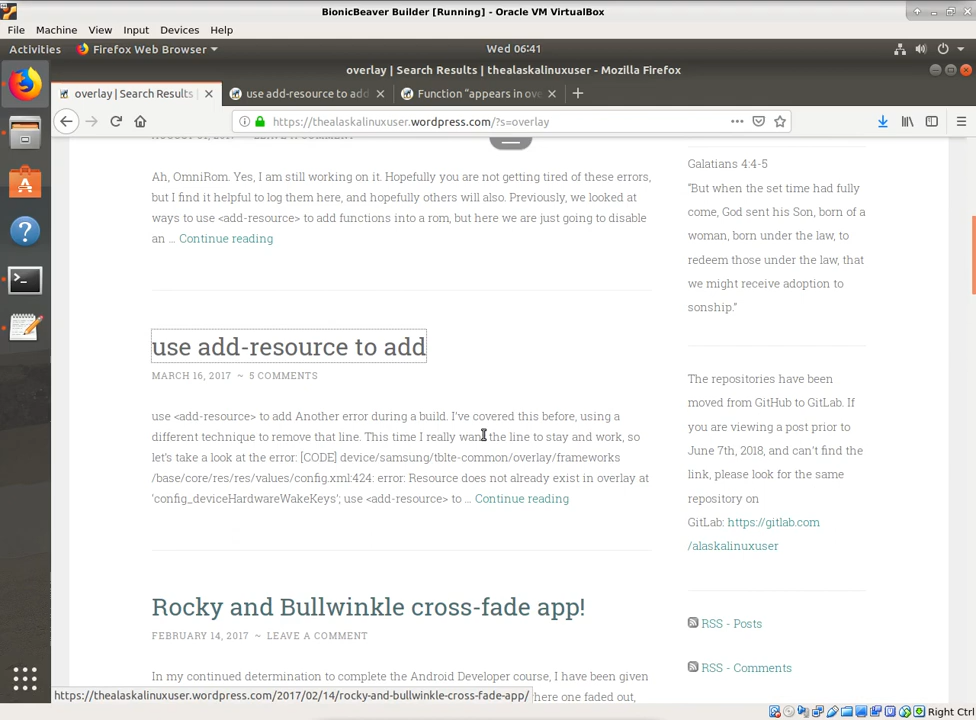 BionicBeaver Builder [Running] - Oracle VM VirtualBox
File Machine View Input Devices Help
Activities Firefox Web Browser Wed 06:41
overlay | Search Results | thealaskalinuxuser - Mozilla Firefox
overlay | Search Results use add-resource to add Function "appears in ove
https://thealaskalinuxuser.wordpress.com/?s=overlay
Ah, OmniRom. Yes, I am still working on it. Hopefully you are not getting tired of these errors,
but I find it helpful to log them here, and hopefully others will also. Previously, we looked at
ways to use <add-resource> to add functions into a rom, but here we are just going to disable
an … Continue reading
use add-resource to add
MARCH 16, 2017 ~ 5 COMMENTS
use <add-resource> to add Another error during a build. I've covered this before, using a
different technique to remove that line. This time I really want the line to stay and work, so
let's take a look at the error: [CODE] device/samsung/tblte-common/overlay/frameworks
/base/core/res/res/values/config.xml:424: error: Resource does not already exist in overlay at
'config_deviceHardwareWakeKeys'; use <add-resource> to … Continue reading
Rocky and Bullwinkle cross-fade app!
FEBRUARY 14, 2017 ~ LEAVE A COMMENT
In my continued determination to complete the Android Developer course, I have been given
here one faded out,
https://thealaskalinuxuser.wordpress.com/2017/02/14/rocky-and-bullwinkle-cross-fade-app/
Galatians 4:4-5
"But when the set time had fully
come, God sent his Son, born of a
woman, born under the law, to
redeem those under the law, that
we might receive adoption to
sonship."
The repositories have been
moved from GitHub to GitLab. If
you are viewing a post prior to
June 7th, 2018, and can't find the
link, please look for the same
repository on
GitLab: https://gitlab.com
/alaskalinuxuser
RSS - Posts
RSS - Comments
Right Ctrl